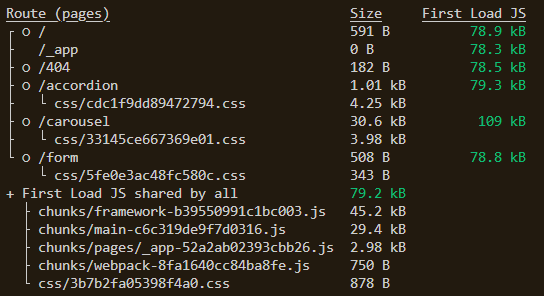 Route (pages) Size First Load JS
┌ ○ / 591 B 78.9 kB
├ /_app 0 B 78.3 kB
├ ○ /404 182 B 78.5 kB
├ ○ /accordion 1.01 kB 79.3 kB
├ └ css/cdc1f9dd89472794.css 4.25 kB
├ ○ /carousel 30.6 kB 109 kB
├ └ css/33145ce667369e01.css 3.98 kB
└ ○ /form 508 B 78.8 kB
└ css/5fe0e3ac48fc580c.css 343 B
+ First Load JS shared by all 79.2 kB
├ chunks/framework-b39550991c1bc003.js 45.2 kB
├ chunks/main-c6c319de9f7d0316.js 29.4 kB
├ chunks/pages/_app-52a2ab02393cbb26.js 2.98 kB
├ chunks/webpack-8fa1640cc84ba8fe.js 750 B
└ css/3b7b2fa05398f4a0.css 878 B